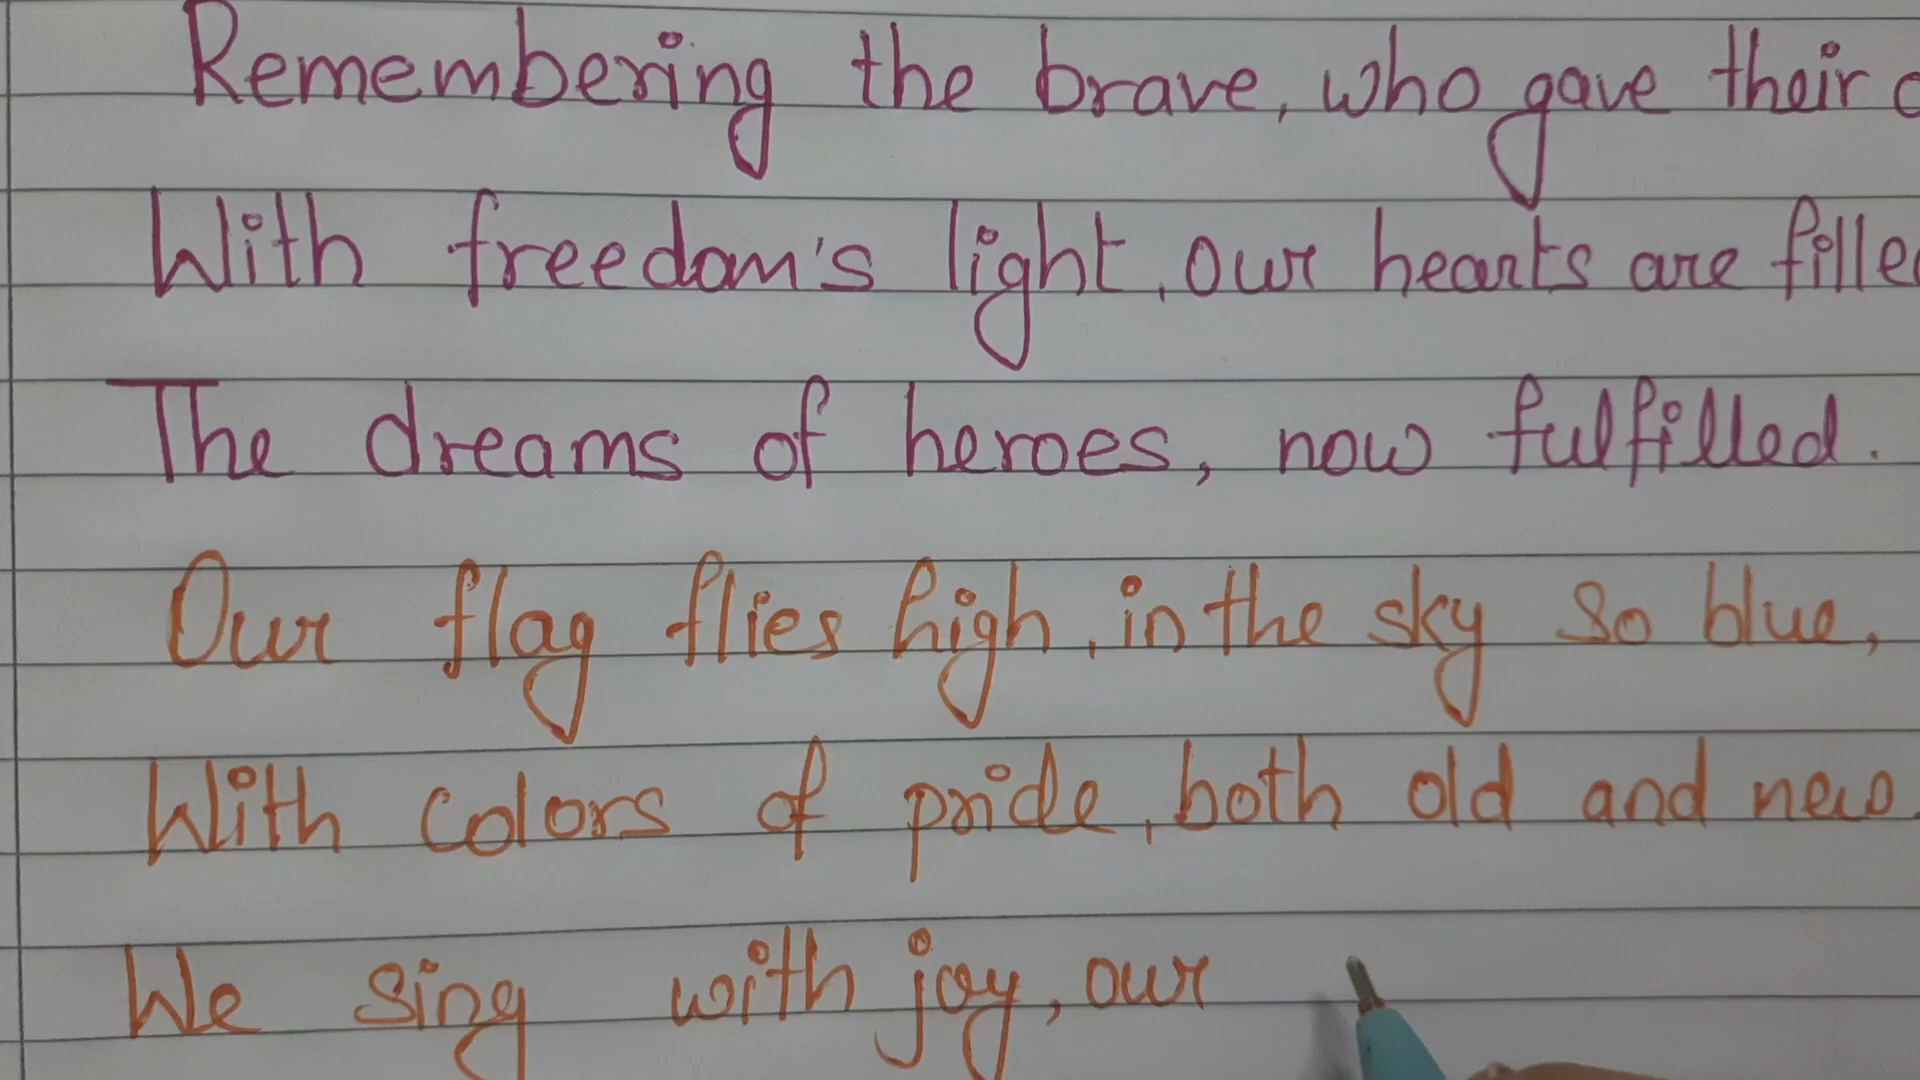 Remembering the brave, who gave their
With freedom's light, our hearts are fille
The dreams of heroes, now fulfilled.
Our flag flies high, in the sky so blue,
With colors of pride, both old and new.
We sing with joy, our